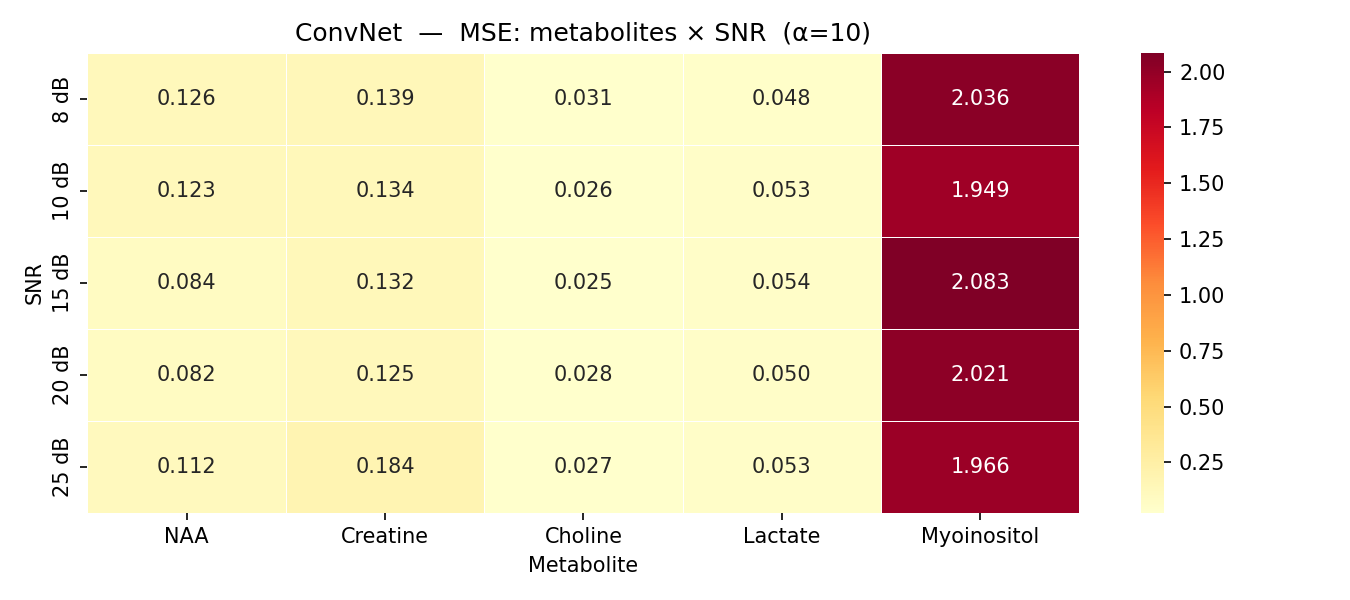 ConvNet — MSE: metabolites × SNR (α=10)
SNR
8 dB 0.126 0.139 0.031 0.048 2.036
10 dB 0.123 0.134 0.026 0.053 1.949
15 dB 0.084 0.132 0.025 0.054 2.083
20 dB 0.082 0.125 0.028 0.050 2.021
25 dB 0.112 0.184 0.027 0.053 1.966
NAA Creatine Choline Lactate Myoinositol
Metabolite
2.00
1.75
1.50
1.25
1.00
0.75
0.50
0.25